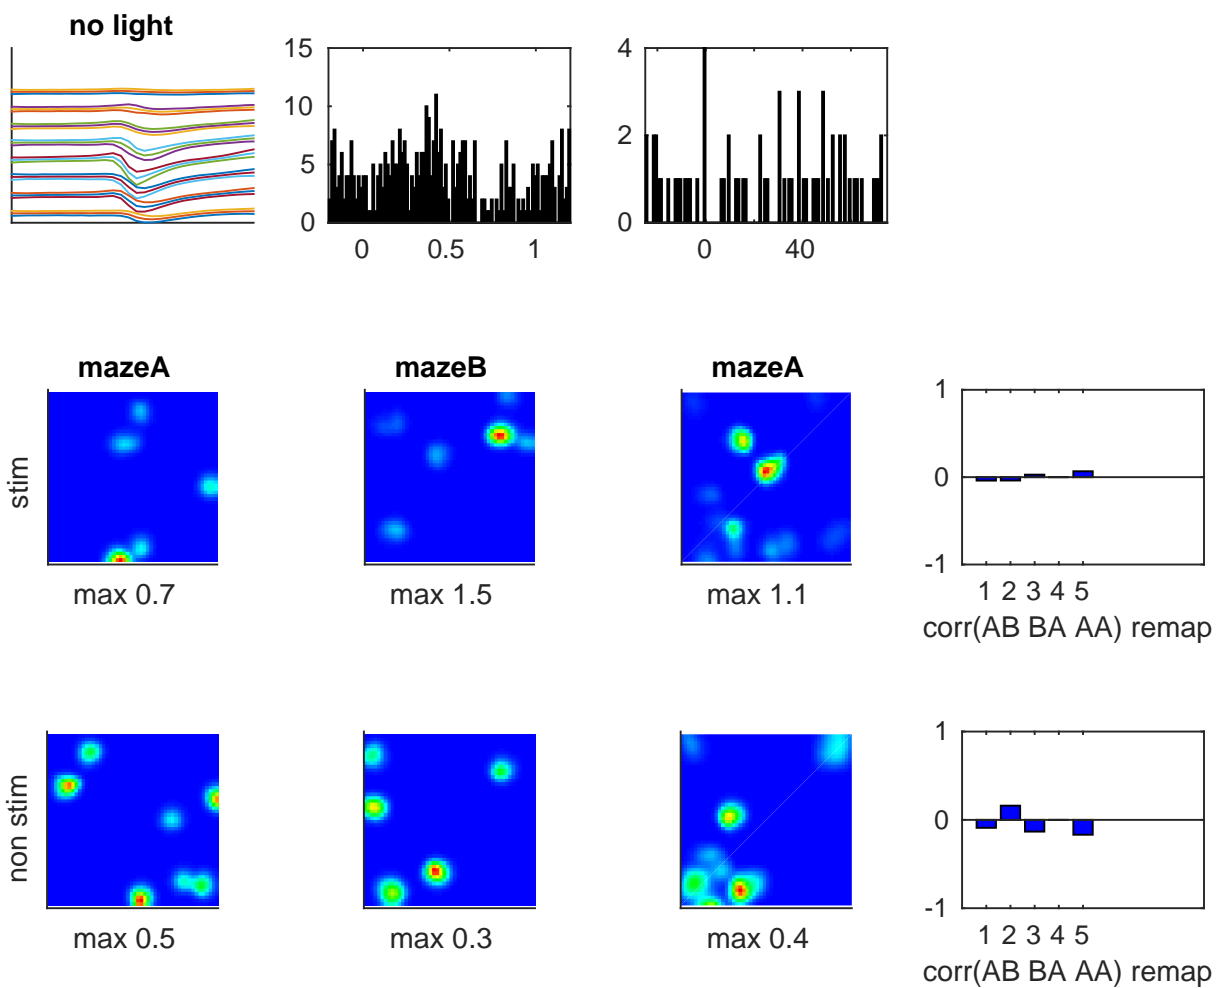 no light
15
10
5
0
0 0.5 1
4
2
0
0 40
mazeA mazeB mazeA
stim
max 0.7 max 1.5 max 1.1
1
0
-1
1 2 3 4 5
corr(AB BA AA) remap
non stim
max 0.5 max 0.3 max 0.4
1
0
-1
1 2 3 4 5
corr(AB BA AA) remap